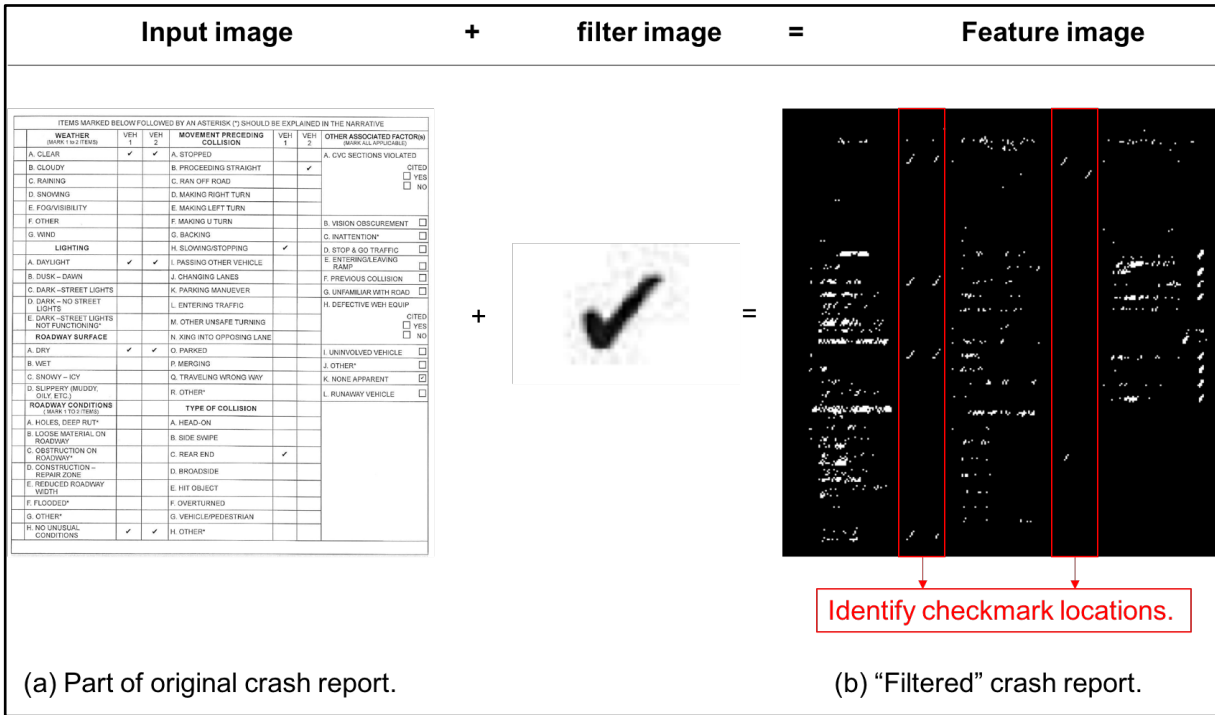 Input image + filter image = Feature image
ITEMS MARKED BELOW FOLLOWED BY AN ASTERISK (*) SHOULD BE EXPLAINED IN THE NARRATIVE
WEATHER
(MARK 1 to 2 ITEMS)
VEH
1
VEH
2
A. CLEAR ✔ ✔
B. CLOUDY
C. RAINING
D. SNOWING
E. FOG/VISIBILITY
F. OTHER
G. WIND
LIGHTING
A. DAYLIGHT ✔ ✔
B. DUSK – DAWN
C. DARK –STREET LIGHTS
D. DARK – NO STREET
LIGHTS
E. DARK –STREET LIGHTS
NOT FUNCTIONING*
ROADWAY SURFACE
A. DRY ✔ ✔
B. WET
C. SNOWY – ICY
D. SLIPPERY (MUDDY,
OILY, ETC.)
ROADWAY CONDITIONS
( MARK 1 TO 2 ITEMS)
A. HOLES, DEEP RUT*
B. LOOSE MATERIAL ON
ROADWAY
C. OBSTRUCTION ON
ROADWAY*
D. CONSTRUCTION –
REPAIR ZONE
E. REDUCED ROADWAY
WIDTH
F. FLOODED*
G. OTHER*
H. NO UNUSUAL
CONDITIONS ✔ ✔
MOVEMENT PRECEDING
COLLISION
VEH
1
VEH
2
A. STOPPED
B. PROCEEDING STRAIGHT ✔
C. RAN OFF ROAD
D. MAKING RIGHT TURN
E. MAKING LEFT TURN
F. MAKING U TURN
G. BACKING
H. SLOWING/STOPPING ✔
I. PASSING OTHER VEHICLE
J. CHANGING LANES
K. PARKING MANUEVER
L. ENTERING TRAFFIC
M. OTHER UNSAFE TURNING
N. XING INTO OPPOSING LANE
O. PARKED
P. MERGING
Q. TRAVELING WRONG WAY
R. OTHER*
TYPE OF COLLISION
A. HEAD-ON
B. SIDE SWIPE
C. REAR END ✔
D. BROADSIDE
E. HIT OBJECT
F. OVERTURNED
G. VEHICLE/PEDESTRIAN
H. OTHER*
OTHER ASSOCIATED FACTOR(s)
(MARK ALL APPLICABLE)
A. CVC SECTIONS VIOLATED
CITED
YES
NO
B. VISION OBSCUREMENT
C. INATTENTION*
D. STOP & GO TRAFFIC
E. ENTERING/LEAVING
RAMP
F. PREVIOUS COLLISION
G. UNFAMILIAR WITH ROAD
H. DEFECTIVE WEH EQUIP
CITED
YES
NO
I. UNINVOLVED VEHICLE
J. OTHER*
K. NONE APPARENT ✔
L. RUNAWAY VEHICLE
+
=
Identify checkmark locations.
(a) Part of original crash report.
(b) “Filtered” crash report.